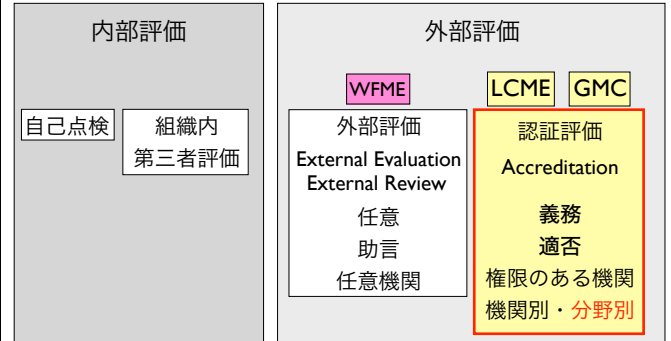 内部評価
自己点検
組織内
第三者評価
外部評価
WFME
外部評価
External Evaluation
External Review
任意
助言
任意機関
LCME
GMC
認証評価
Accreditation
義務
適否
権限のある機関
機関別・分野別